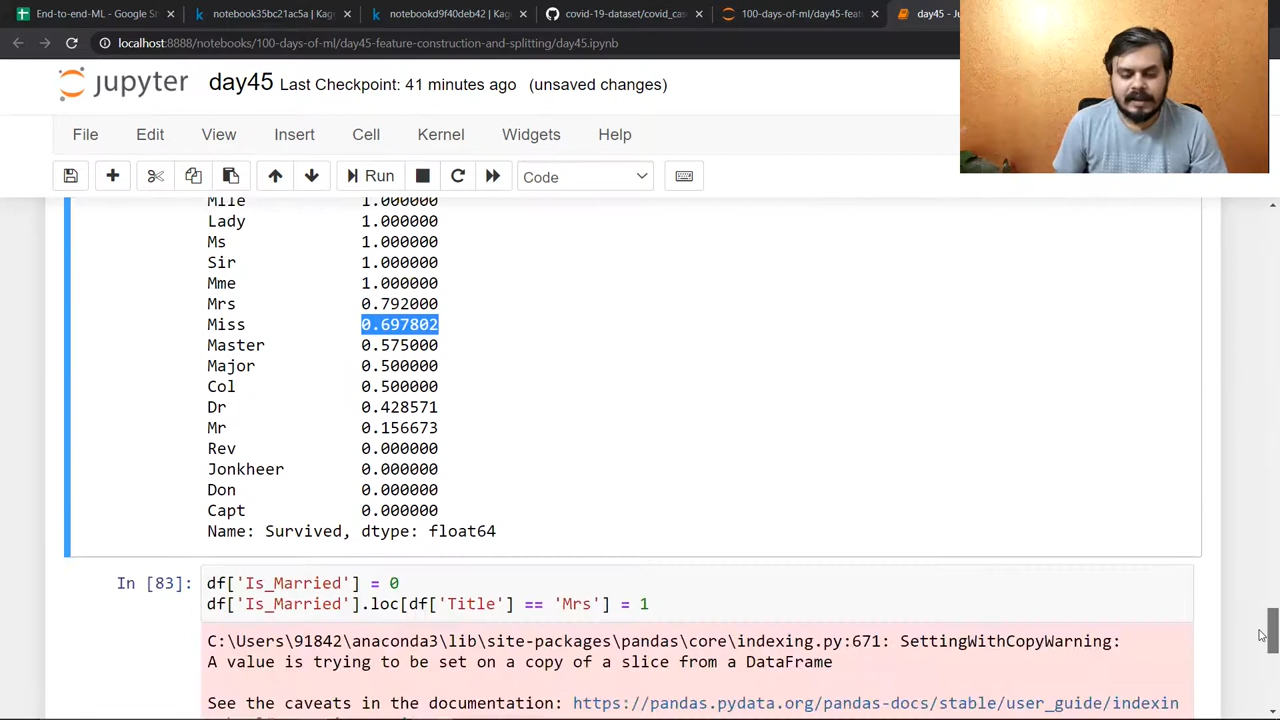 End-to-end-ML - Google Sh
notebook35bc21ac5a | Kag
notebookd9f40deb42 | Kag
covid-19-dataset/covid_cas
100-days-of-ml/day45-feat
day45 - Ju
localhost:8888/notebooks/100-days-of-ml/day45-feature-construction-and-splitting/day45.ipynb
jupyter day45 Last Checkpoint: 41 minutes ago (unsaved changes)
File Edit View Insert Cell Kernel Widgets Help
Run Code
Mlle 1.000000
Lady 1.000000
Ms 1.000000
Sir 1.000000
Mme 1.000000
Mrs 0.792000
Miss 0.697802
Master 0.575000
Major 0.500000
Col 0.500000
Dr 0.428571
Mr 0.156673
Rev 0.000000
Jonkheer 0.000000
Don 0.000000
Capt 0.000000
Name: Survived, dtype: float64
In [83]: df['Is_Married'] = 0
df['Is_Married'].loc[df['Title'] == 'Mrs'] = 1
C:\Users\91842\anaconda3\lib\site-packages\pandas\core\indexing.py:671: SettingWithCopyWarning:
A value is trying to be set on a copy of a slice from a DataFrame
See the caveats in the documentation: https://pandas.pydata.org/pandas-docs/stable/user_guide/indexin